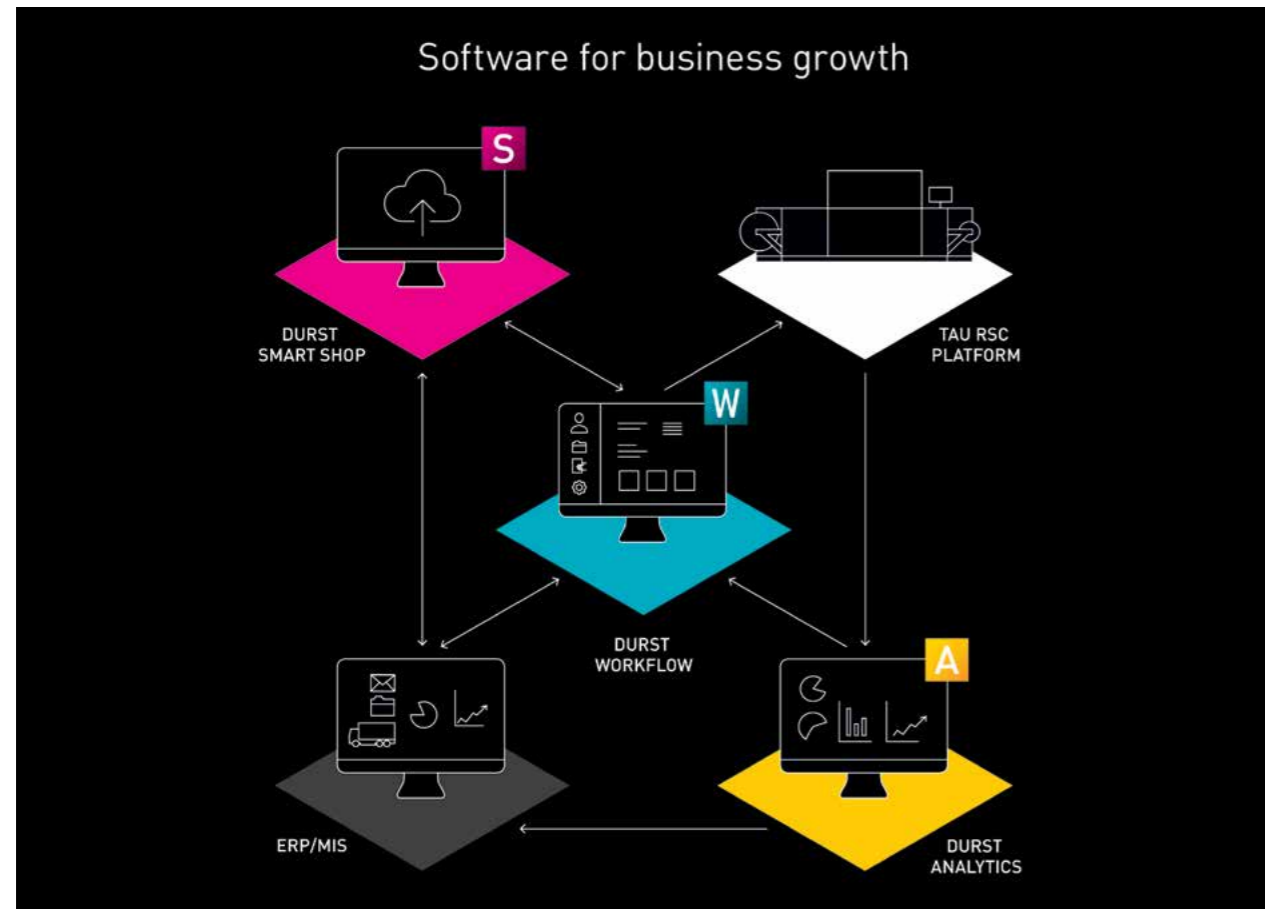 Software for business growth
S
DURST
SMART SHOP
TAU RSC
PLATFORM
W
DURST
WORKFLOW
A
ERP/MIS
DURST
ANALYTICS